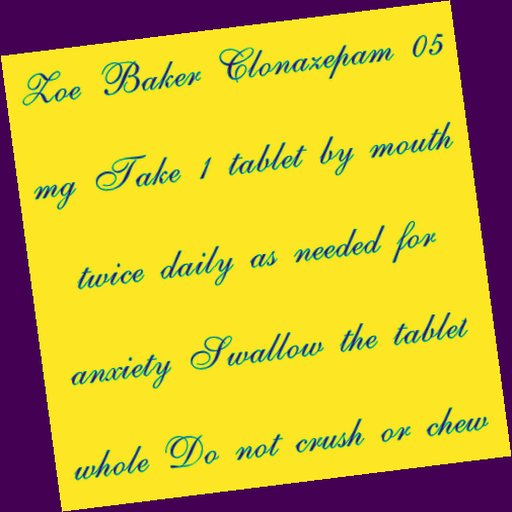 Zoe Baker Clonazepam 05
mg Take 1 tablet by mouth
twice daily as needed for
anxiety Swallow the tablet
whole Do not crush or chew